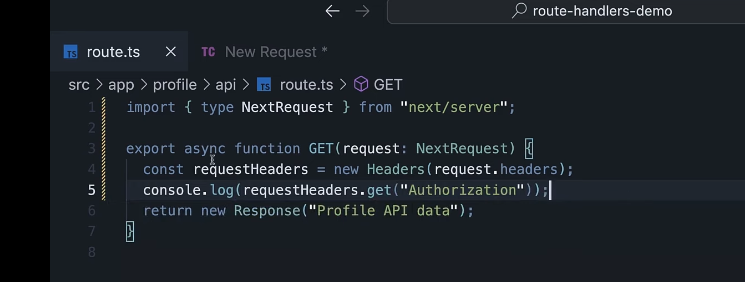 route-handlers-demo
TS route.ts × TC New Request *
src > app > profile > api > TS route.ts > GET
1 import { type NextRequest } from "next/server";
2
3 export async function GET(request: NextRequest) {
4 const requestHeaders = new Headers(request.headers);
5 console.log(requestHeaders.get("Authorization"));
6 return new Response("Profile API data");
7 }
8